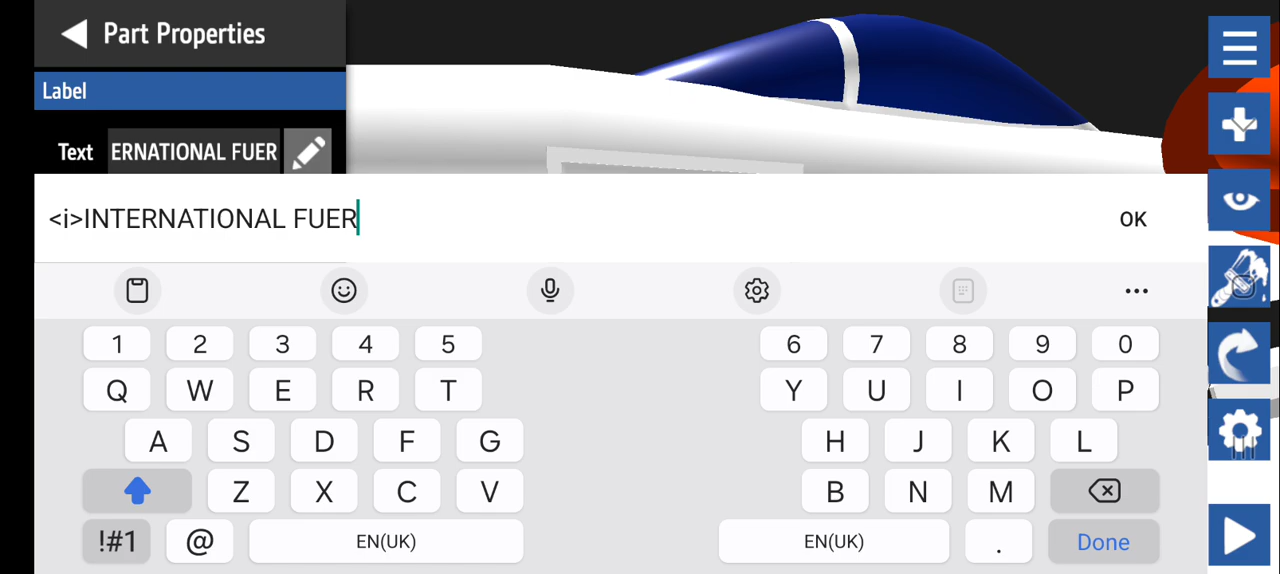 Part Properties
Label
Text ERNATIONAL FUER
<i>INTERNATIONAL FUER
OK
1 2 3 4 5 6 7 8 9 0
Q W E R T Y U I O P
A S D F G H J K L
Z X C V B N M
!#1 @ EN(UK) EN(UK) . Done